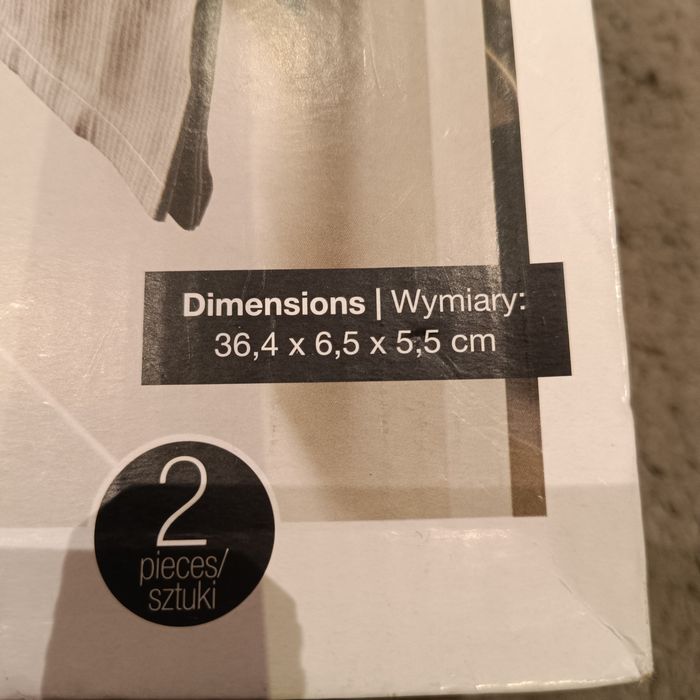 Dimensions | Wymiary:
36,4 x 6,5 x 5,5 cm
2
pieces/
sztuki